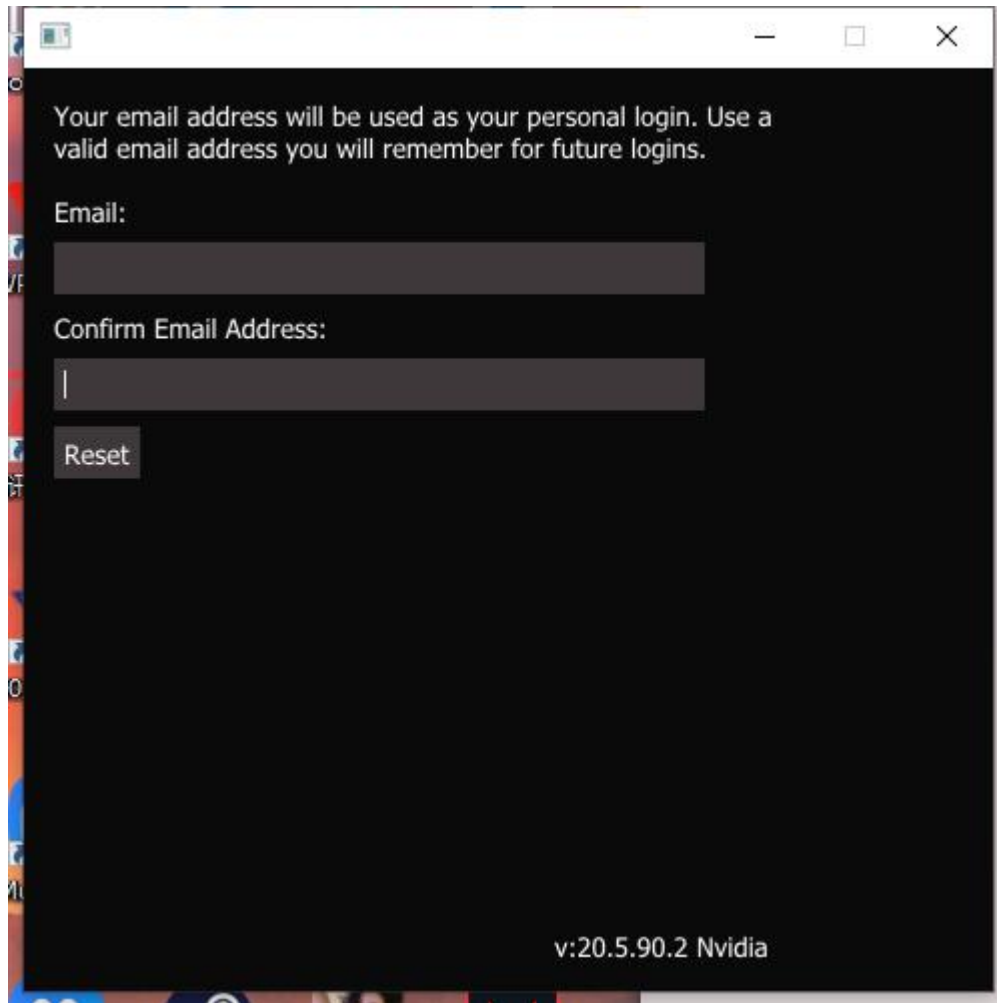 Your email address will be used as your personal login. Use a
valid email address you will remember for future logins.
Email:
Confirm Email Address:
Reset
v:20.5.90.2 Nvidia